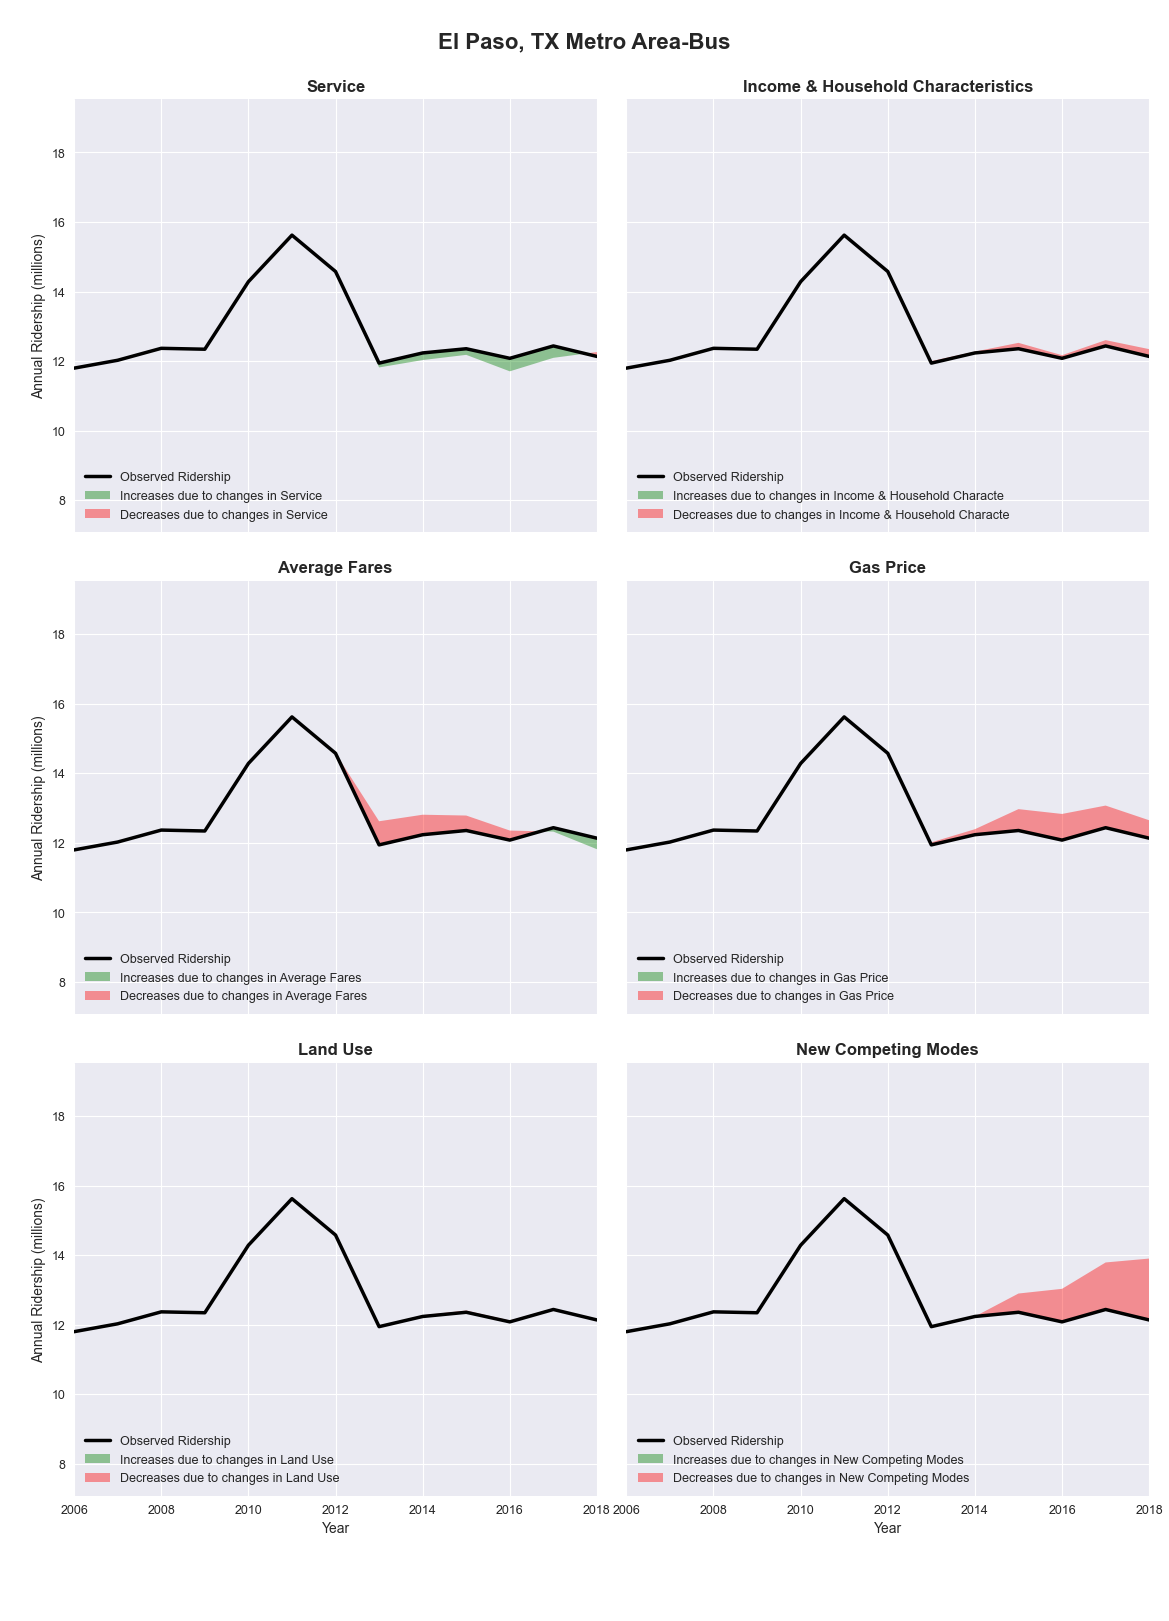 El Paso, TX Metro Area-Bus
Service
Income & Household Characteristics
18
16
14
12
10
8
Annual Ridership (millions)
Observed Ridership
Increases due to changes in Service
Decreases due to changes in Service
Observed Ridership
Increases due to changes in Income & Household Characte
Decreases due to changes in Income & Household Characte
Average Fares
Gas Price
18
16
14
12
10
8
Annual Ridership (millions)
Observed Ridership
Increases due to changes in Average Fares
Decreases due to changes in Average Fares
Observed Ridership
Increases due to changes in Gas Price
Decreases due to changes in Gas Price
Land Use
New Competing Modes
18
16
14
12
10
8
Annual Ridership (millions)
Observed Ridership
Increases due to changes in Land Use
Decreases due to changes in Land Use
Observed Ridership
Increases due to changes in New Competing Modes
Decreases due to changes in New Competing Modes
2006 2008 2010 2012 2014 2016 2018
2006 2008 2010 2012 2014 2016 2018
Year
Year